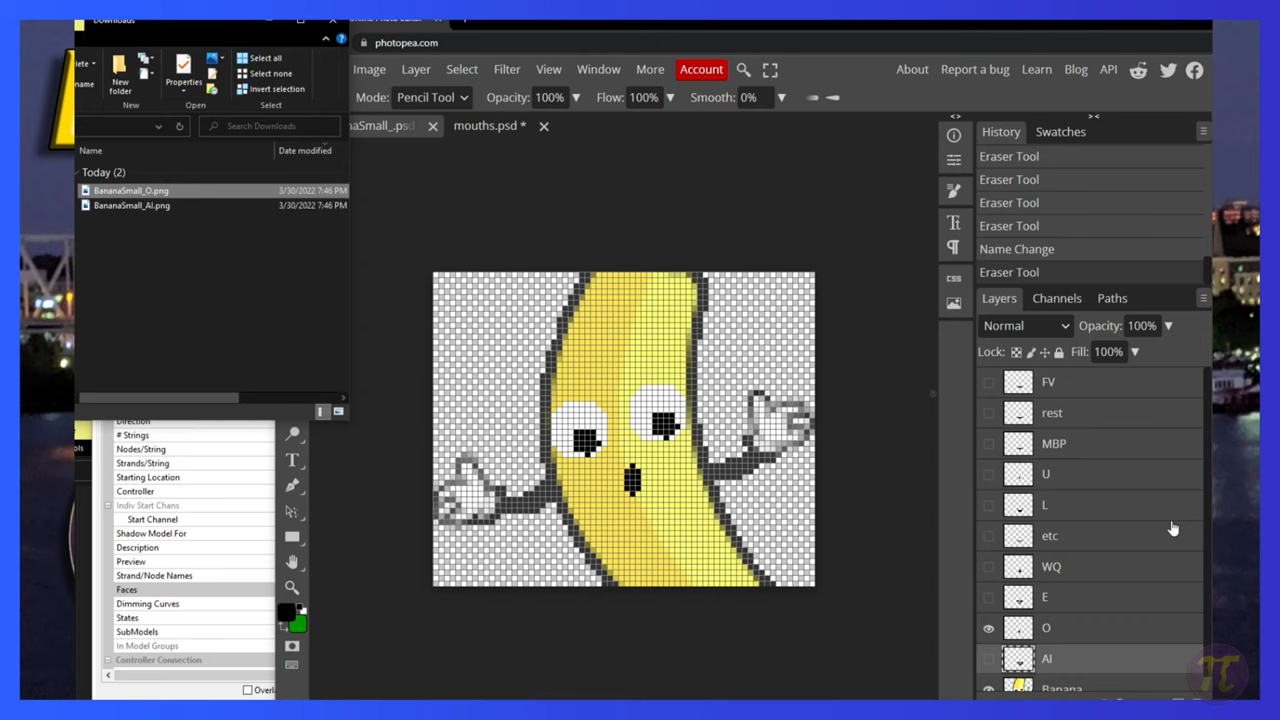 Downloads
photopea.com
Select all
Select none
Invert selection
New folder
Properties
New
Open
Select
Search Downloads
Name
Date modified
Today (2)
BananaSmall_O.png 3/30/2022 7:46 PM
BananaSmall_AI.png 3/30/2022 7:46 PM
Image Layer Select Filter View Window More Account About Report a bug Learn Blog API
Mode: Pencil Tool Opacity: 100% Flow: 100% Smooth: 0%
naSmall_.psd mouths.psd *
History Swatches
Eraser Tool
Eraser Tool
Eraser Tool
Eraser Tool
Name Change
Eraser Tool
Layers Channels Paths
Normal Opacity: 100%
Lock: Fill: 100%
FV
rest
MBP
U
L
etc
WQ
E
O
AI
Banana
CSS
Direction
# Strings
Nodes/String
Strands/String
Starting Location
Controller
Indiv Start Chans
Start Channel
Shadow Model For
Description
Preview
Strand/Node Names
Faces
Dimming Curves
States
SubModels
In Model Groups
Controller Connection